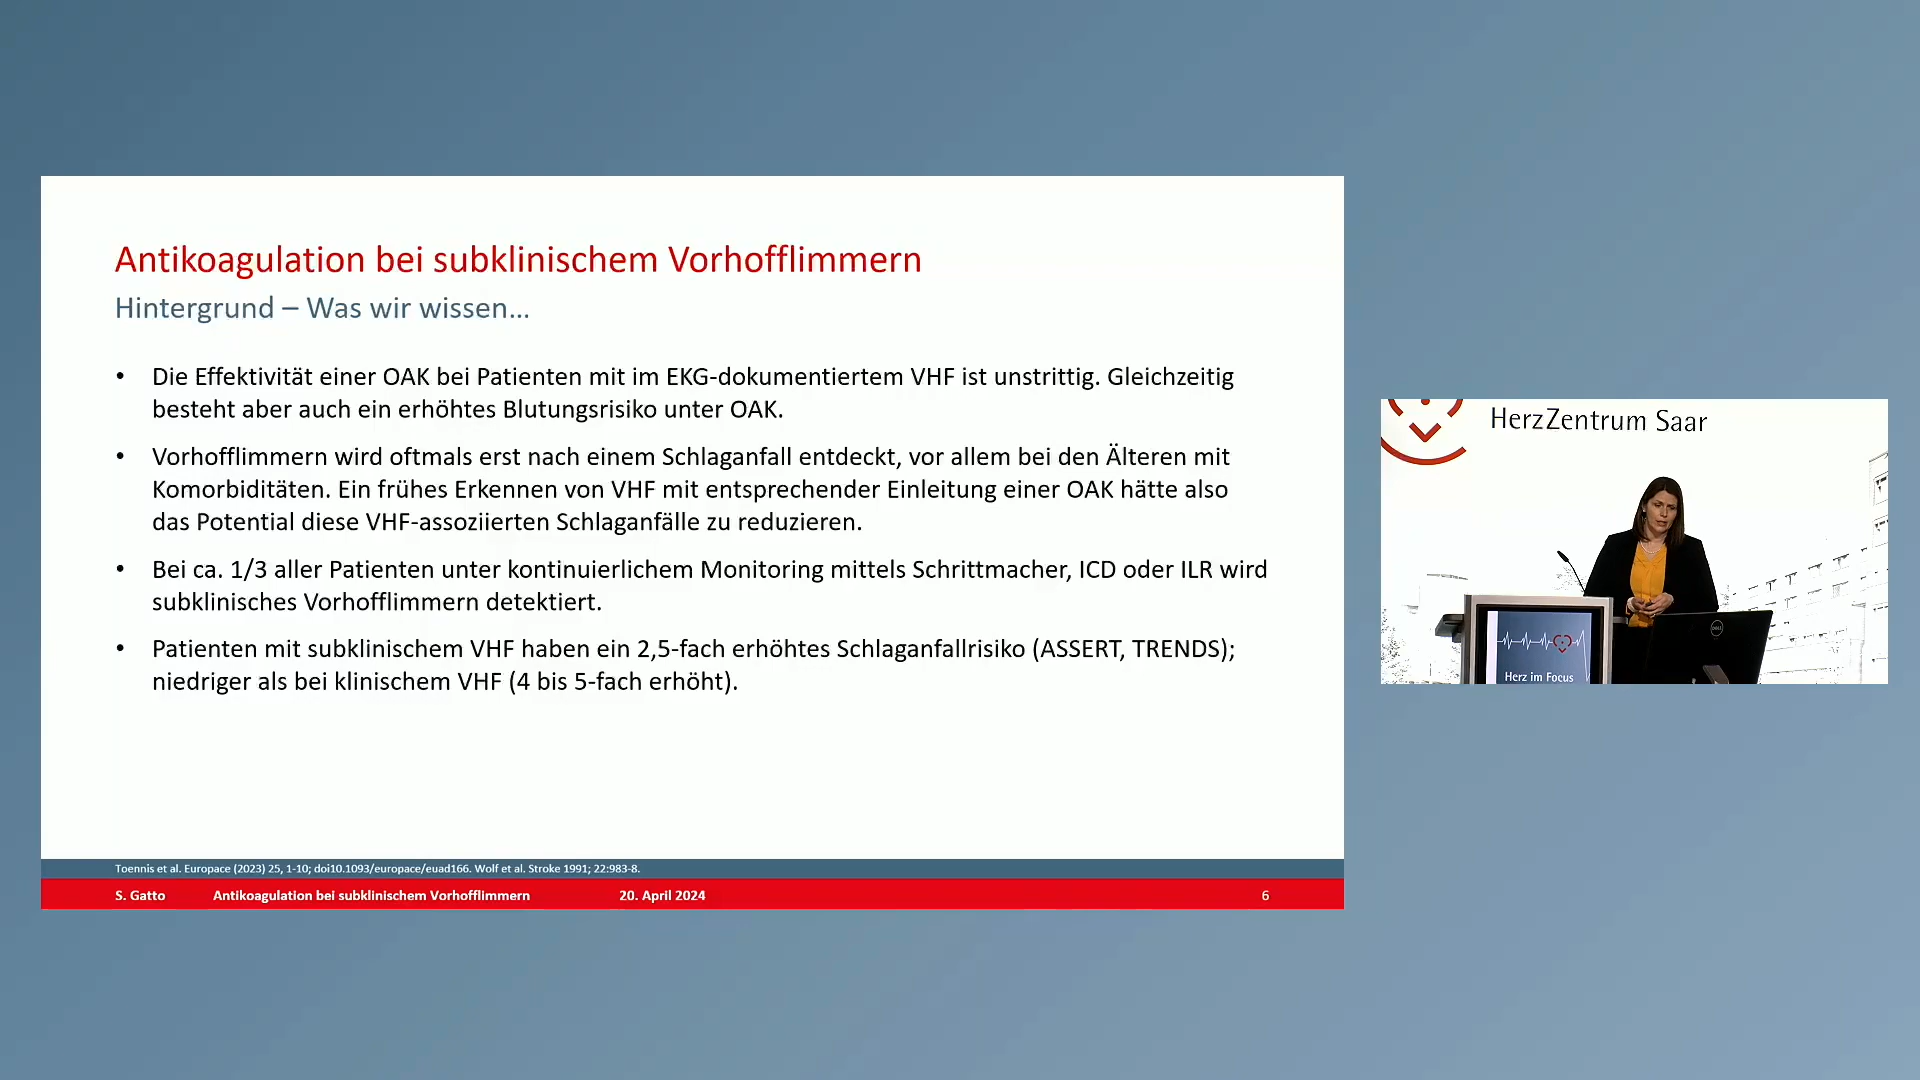 Antikoagulation bei subklinischem Vorhofflimmern
Hintergrund – Was wir wissen...
• Die Effektivität einer OAK bei Patienten mit im EKG-dokumentiertem VHF ist unstrittig. Gleichzeitig
besteht aber auch ein erhöhtes Blutungsrisiko unter OAK.
• Vorhofflimmern wird oftmals erst nach einem Schlaganfall entdeckt, vor allem bei den Älteren mit
Komorbiditäten. Ein frühes Erkennen von VHF mit entsprechender Einleitung einer OAK hätte also
das Potential diese VHF-assoziierten Schlaganfälle zu reduzieren.
• Bei ca. 1/3 aller Patienten unter kontinuierlichem Monitoring mittels Schrittmacher, ICD oder ILR wird
subklinisches Vorhofflimmern detektiert.
• Patienten mit subklinischem VHF haben ein 2,5-fach erhöhtes Schlaganfallrisiko (ASSERT, TRENDS);
niedriger als bei klinischem VHF (4 bis 5-fach erhöht).
Toennis et al. Europace (2023) 25, 1-10; doi10.1093/europace/euad166. Wolf et al. Stroke 1991; 22:983-8.
S. Gatto Antikoagulation bei subklinischem Vorhofflimmern 20. April 2024 6
HerzZentrum Saar
DELL
Herz im Focus